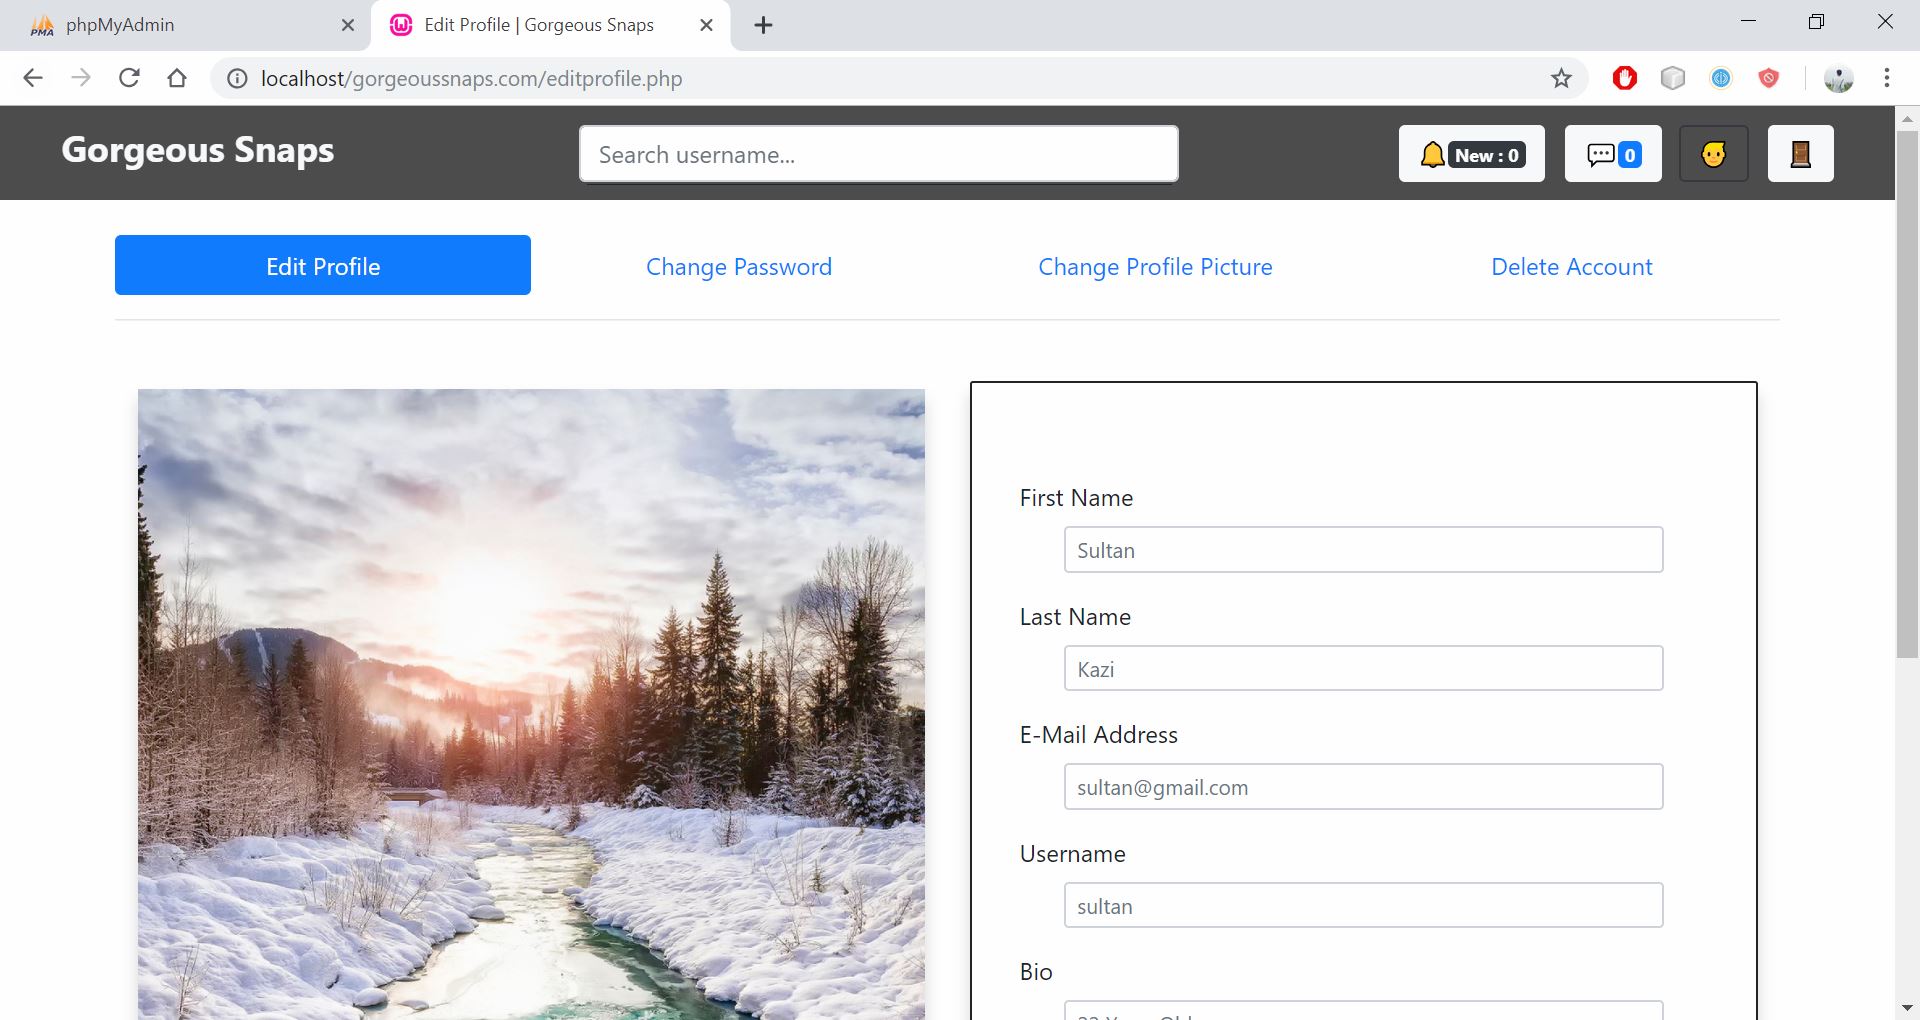 phpMyAdmin
Edit Profile | Gorgeous Snaps
localhost/gorgeoussnaps.com/editprofile.php
Gorgeous Snaps
Search username...
New : 0
0
Edit Profile
Change Password
Change Profile Picture
Delete Account
First Name
Sultan
Last Name
Kazi
E-Mail Address
sultan@gmail.com
Username
sultan
Bio